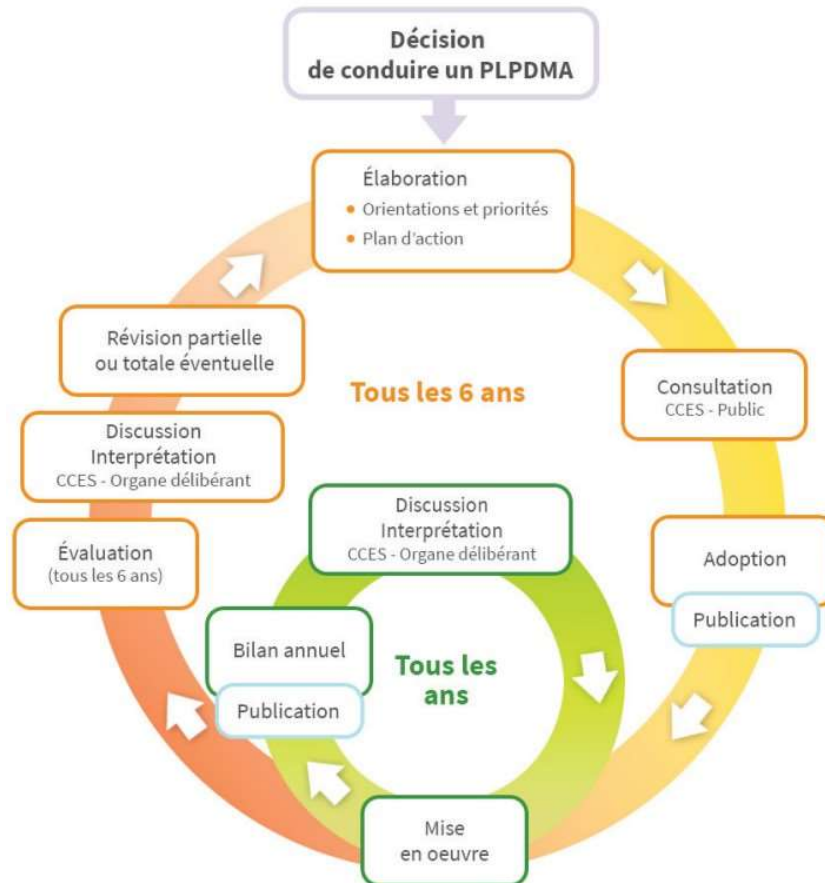 Décision
de conduire un PLPDMA
Élaboration
• Orientations et priorités
• Plan d'action
Révision partielle
ou totale éventuelle
Tous les 6 ans
Consultation
CCES - Public
Discussion
Interprétation
CCES - Organe délibérant
Discussion
Interprétation
CCES - Organe délibérant
Évaluation
(tous les 6 ans)
Adoption
Publication
Bilan annuel
Publication
Tous les
ans
Mise
en oeuvre